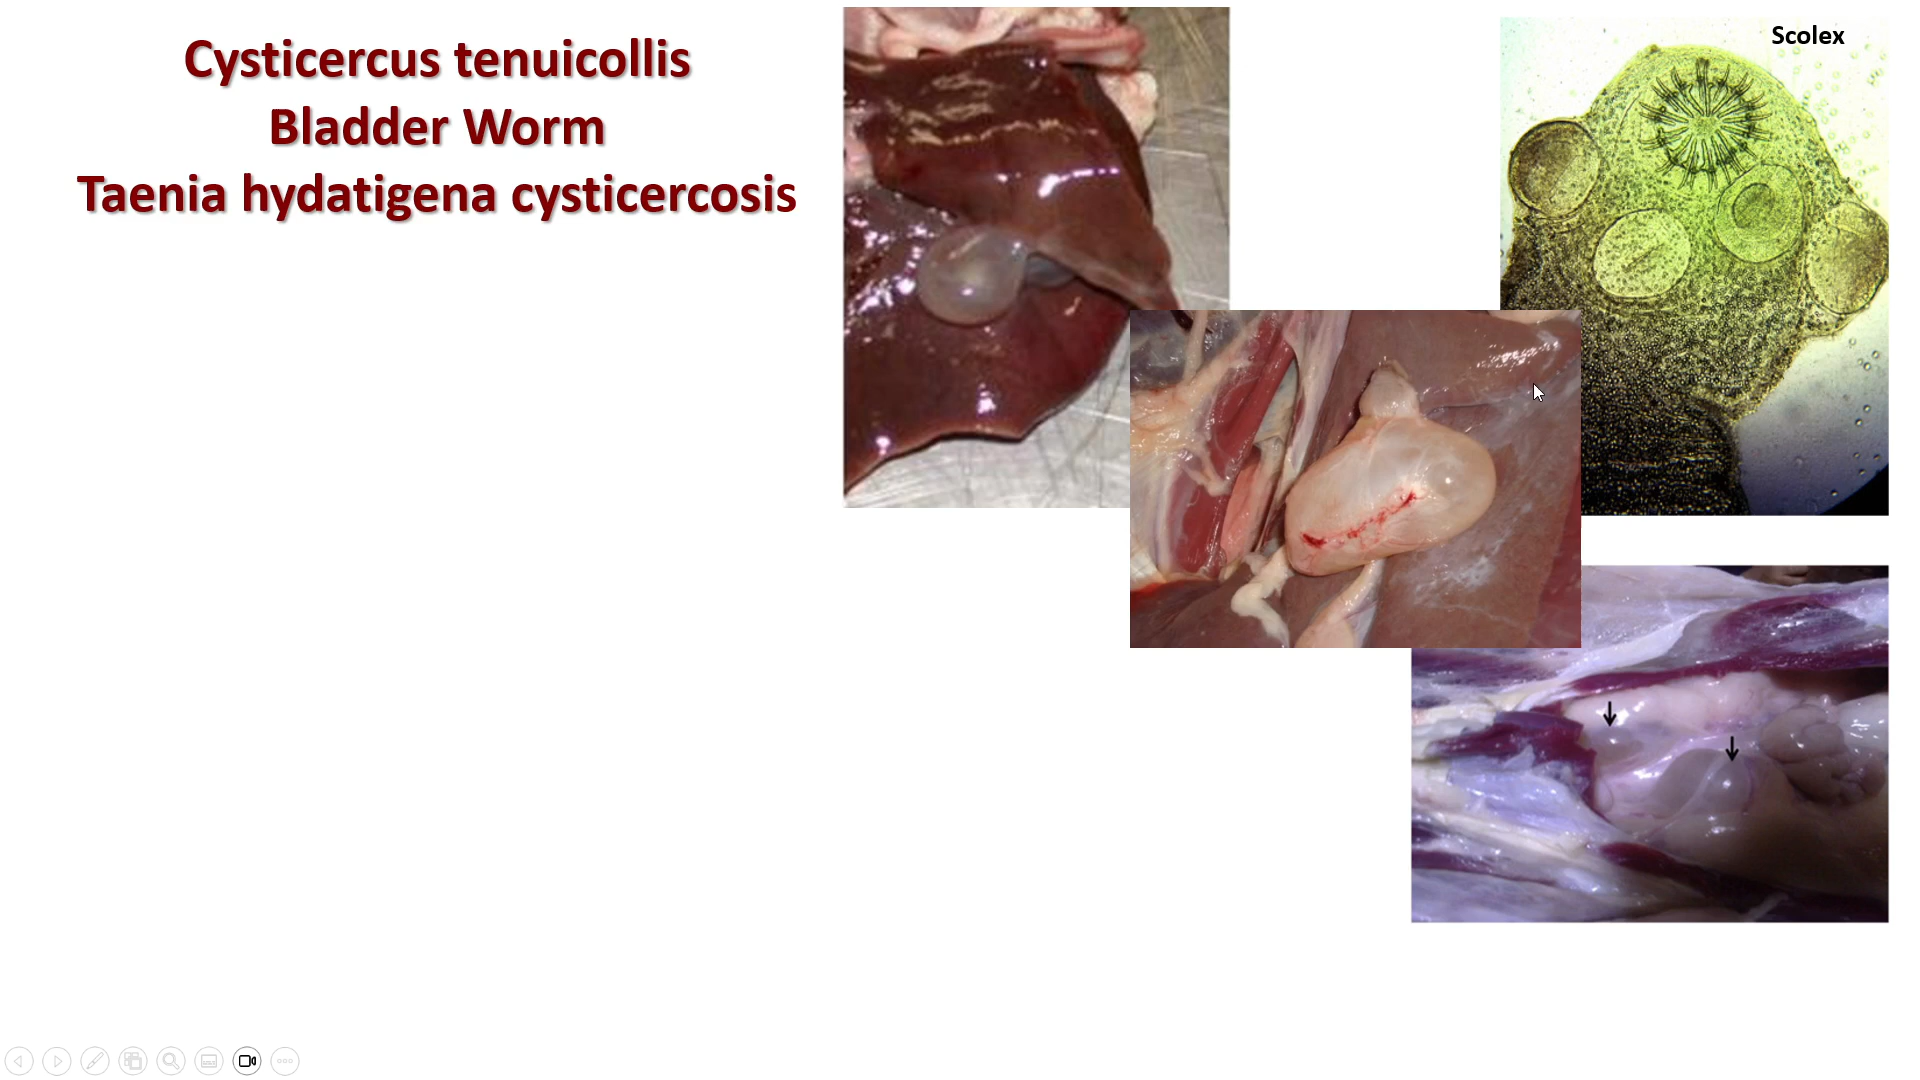 Cysticercus tenuicollis
Bladder Worm
Taenia hydatigena cysticercosis
Scolex